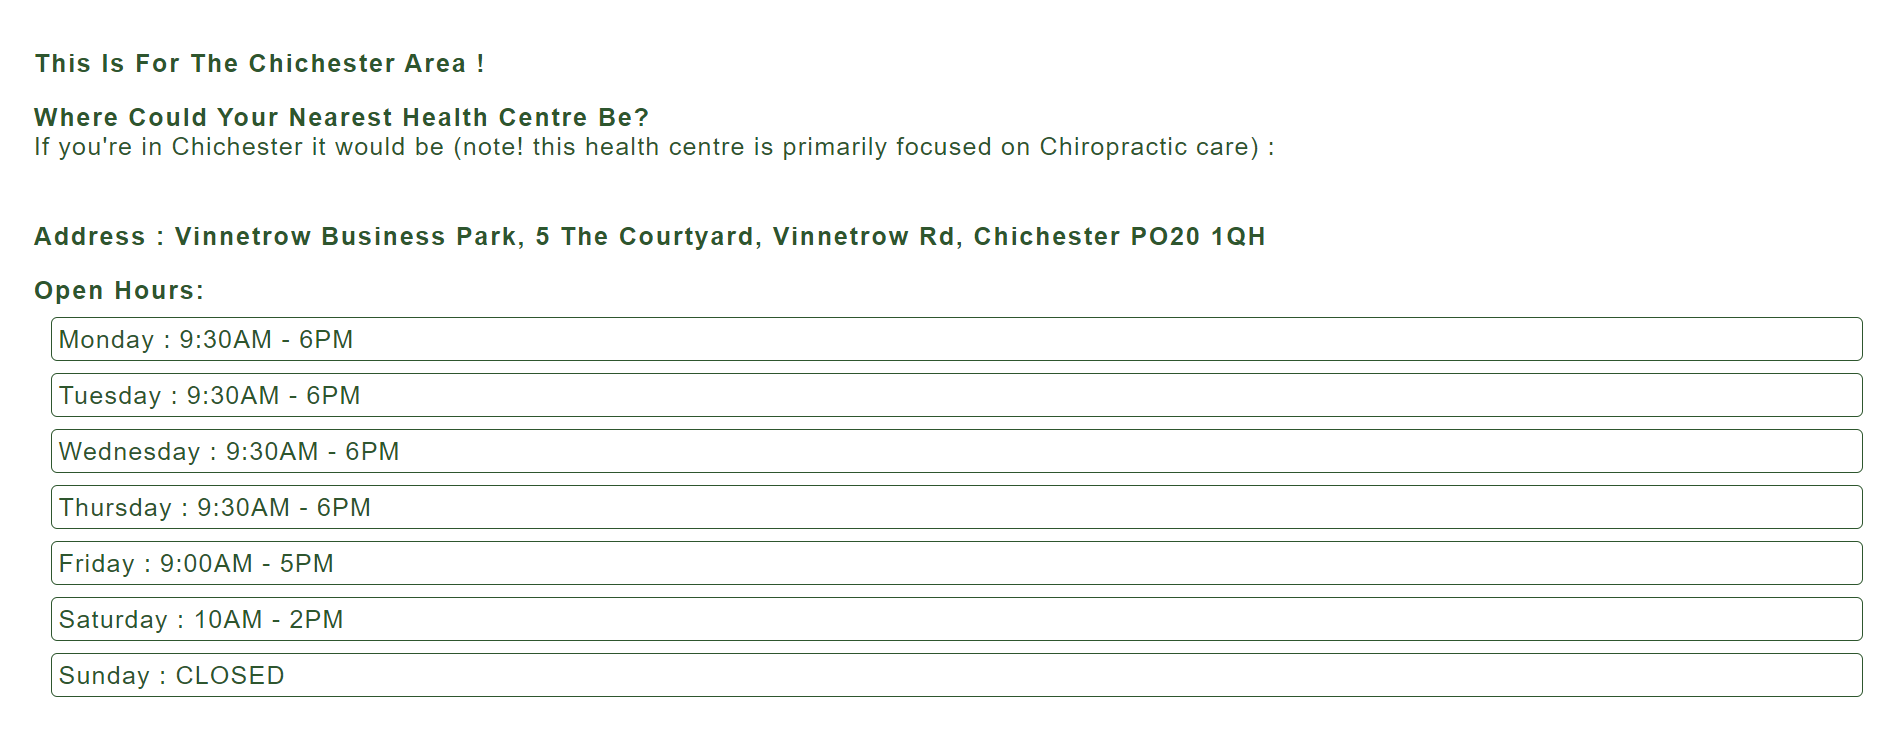 This Is For The Chichester Area !
Where Could Your Nearest Health Centre Be?
If you're in Chichester it would be (note! this health centre is primarily focused on Chiropractic care) :
Address : Vinnetrow Business Park, 5 The Courtyard, Vinnetrow Rd, Chichester PO20 1QH
Open Hours:
Monday : 9:30AM - 6PM
Tuesday : 9:30AM - 6PM
Wednesday : 9:30AM - 6PM
Thursday : 9:30AM - 6PM
Friday : 9:00AM - 5PM
Saturday : 10AM - 2PM
Sunday : CLOSED